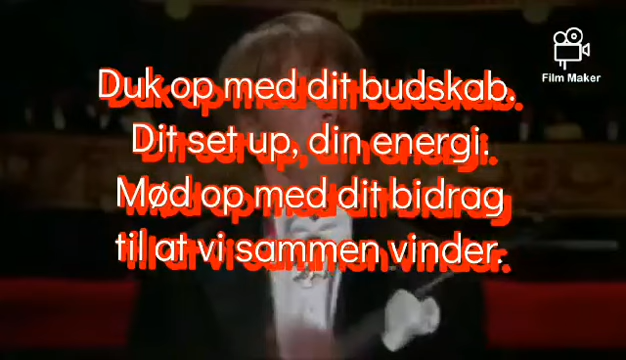 Film Maker
Duk op med dit budskab.
Dit set up, din energi.
Mød op med dit bidrag
til at vi sammen vinder.